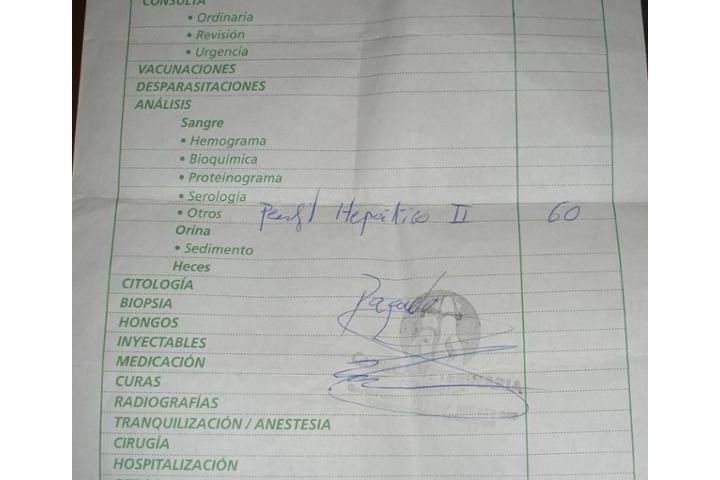 CONSULTA
• Ordinaria
• Revisión
• Urgencia
VACUNACIONES
DESPARASITACIONES
ANÁLISIS
Sangre
• Hemograma
• Bioquímica
• Proteinograma
• Serología
• Otros Perfil Hepático II 60
Orina
• Sedimento
Heces
CITOLOGÍA
BIOPSIA Pagado
HONGOS
INYECTABLES
MEDICACIÓN
CURAS
RADIOGRAFÍAS
TRANQUILIZACIÓN / ANESTESIA
CIRUGÍA
HOSPITALIZACIÓN